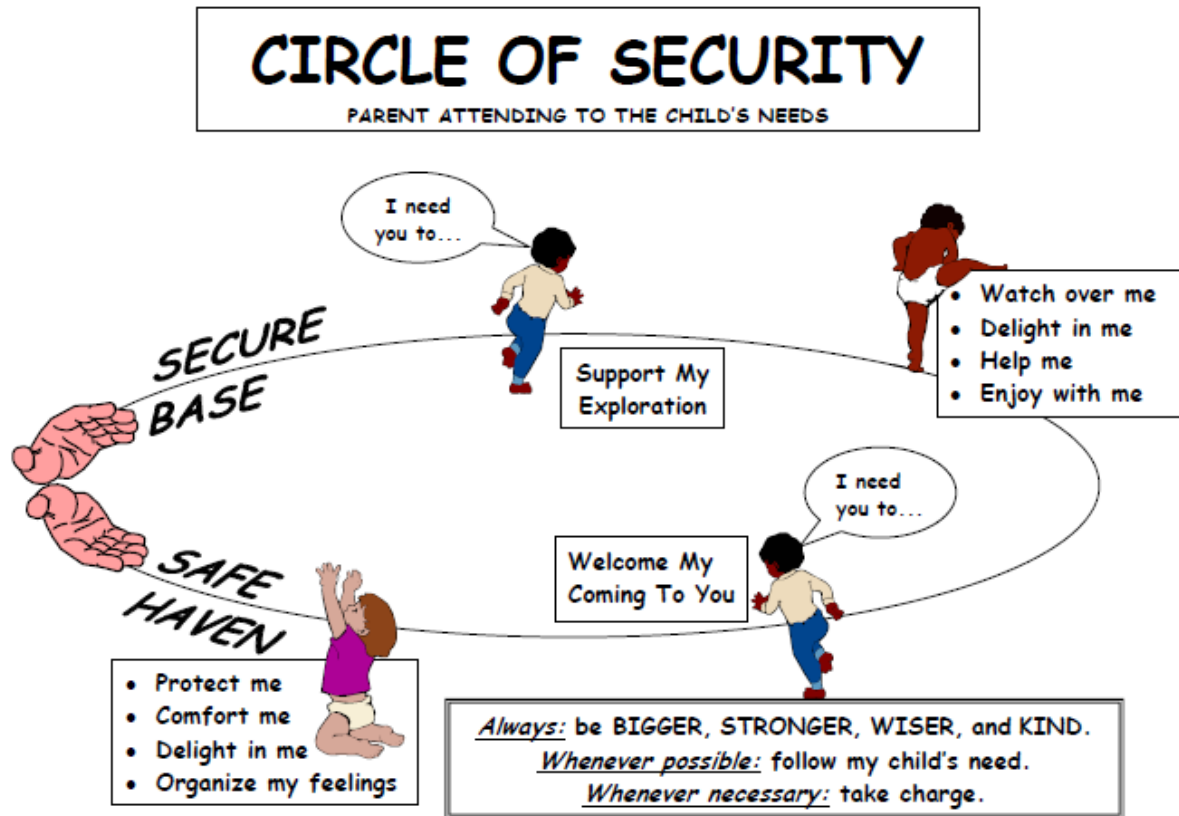 CIRCLE OF SECURITY
PARENT ATTENDING TO THE CHILD'S NEEDS
I need
you to...
SECURE
BASE
Support My
Exploration
• Watch over me
• Delight in me
• Help me
• Enjoy with me
I need
you to...
Welcome My
Coming To You
SAFE
HAVEN
• Protect me
• Comfort me
• Delight in me
• Organize my feelings
Always: be BIGGER, STRONGER, WISER, and KIND.
Whenever possible: follow my child's need.
Whenever necessary: take charge.